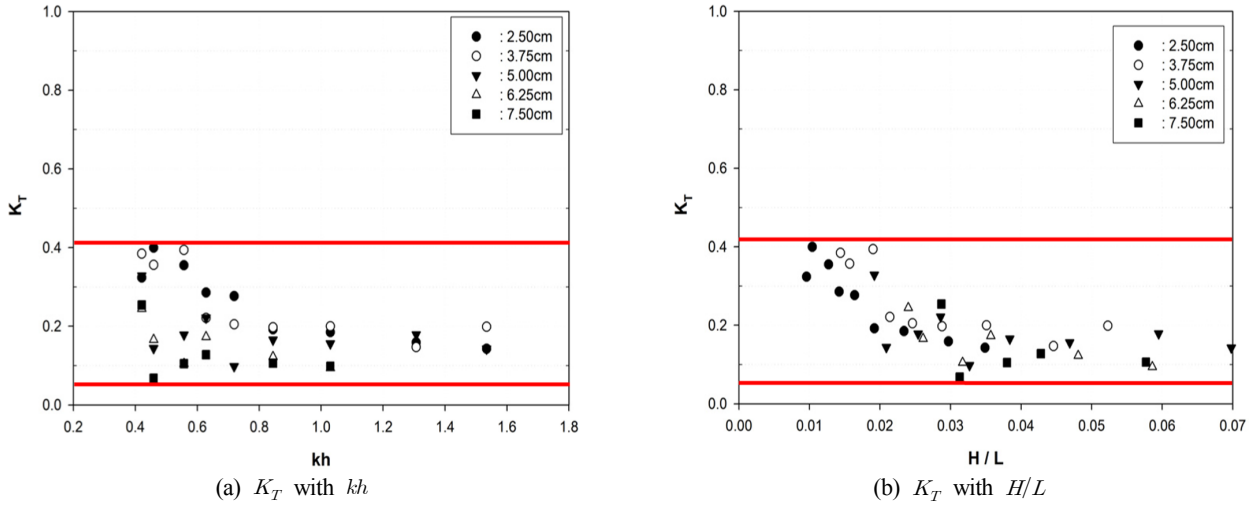 1.0
0.8
0.6
0.4
0.2
0.0
K_T
0.2 0.4 0.6 0.8 1.0 1.2 1.4 1.6 1.8
kh
: 2.50cm
: 3.75cm
: 5.00cm
: 6.25cm
: 7.50cm
(a) K_T with kh
1.0
0.8
0.6
0.4
0.2
0.0
K_T
0.00 0.01 0.02 0.03 0.04 0.05 0.06 0.07
H / L
: 2.50cm
: 3.75cm
: 5.00cm
: 6.25cm
: 7.50cm
(b) K_T with H/L